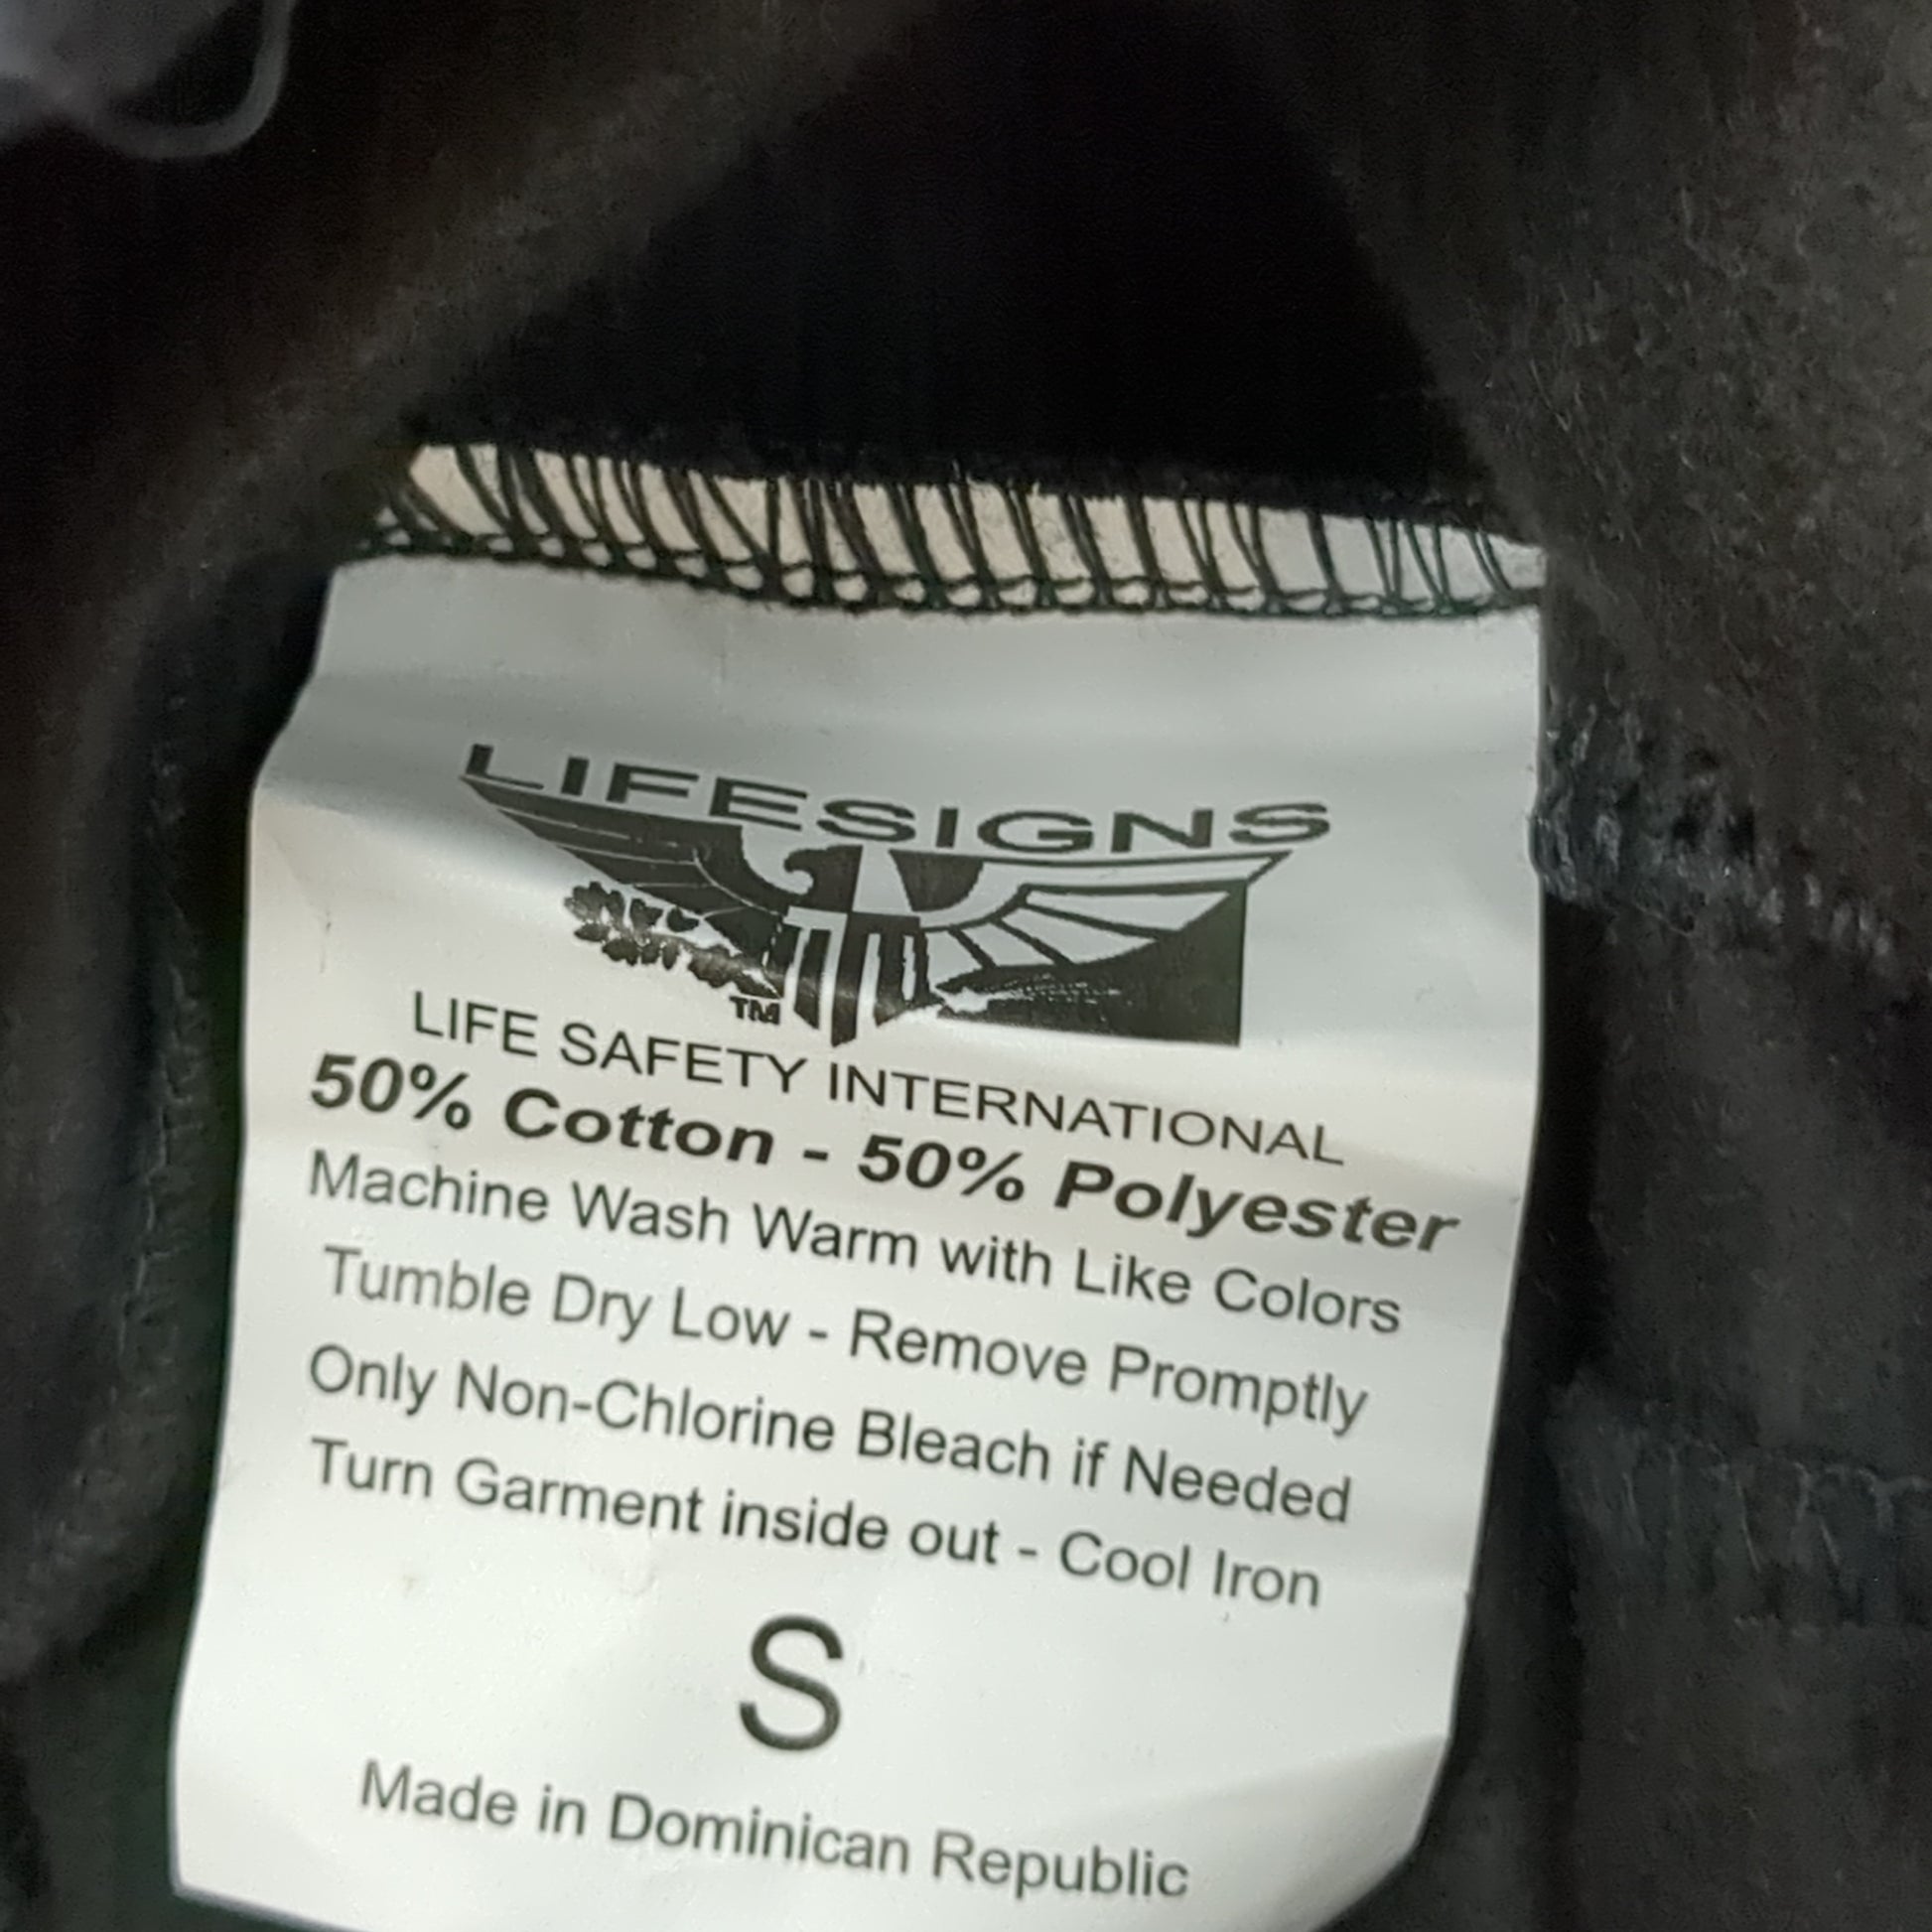 LIFESIGNS
TM
LIFE SAFETY INTERNATIONAL
50% Cotton - 50% Polyester
Machine Wash Warm with Like Colors
Tumble Dry Low - Remove Promptly
Only Non-Chlorine Bleach if Needed
Turn Garment inside out - Cool Iron
S
Made in Dominican Republic